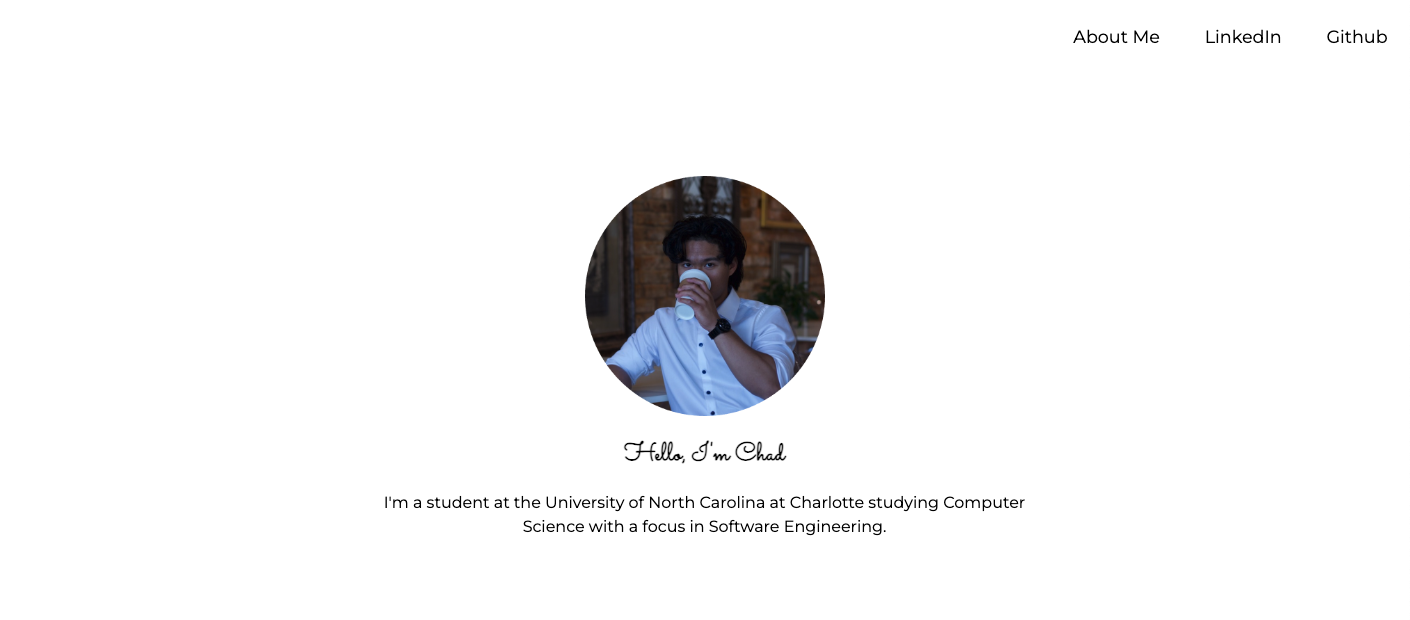 About Me LinkedIn Github
Hello, I'm Chad
I'm a student at the University of North Carolina at Charlotte studying Computer
Science with a focus in Software Engineering.